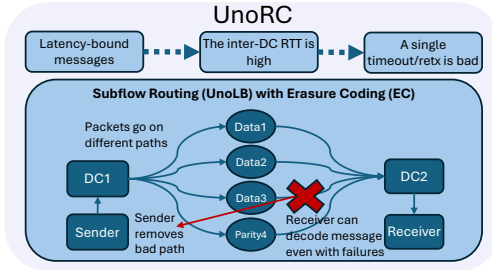 UnoRC
Latency-bound
messages
The inter-DC RTT is
high
A single
timeout/retx is bad
Subflow Routing (UnoLB) with Erasure Coding (EC)
Packets go on
different paths
Data1
Data2
Data3
Parity4
DC1
DC2
Sender
Sender
removes
bad path
Receiver can
decode message
even with failures
Receiver